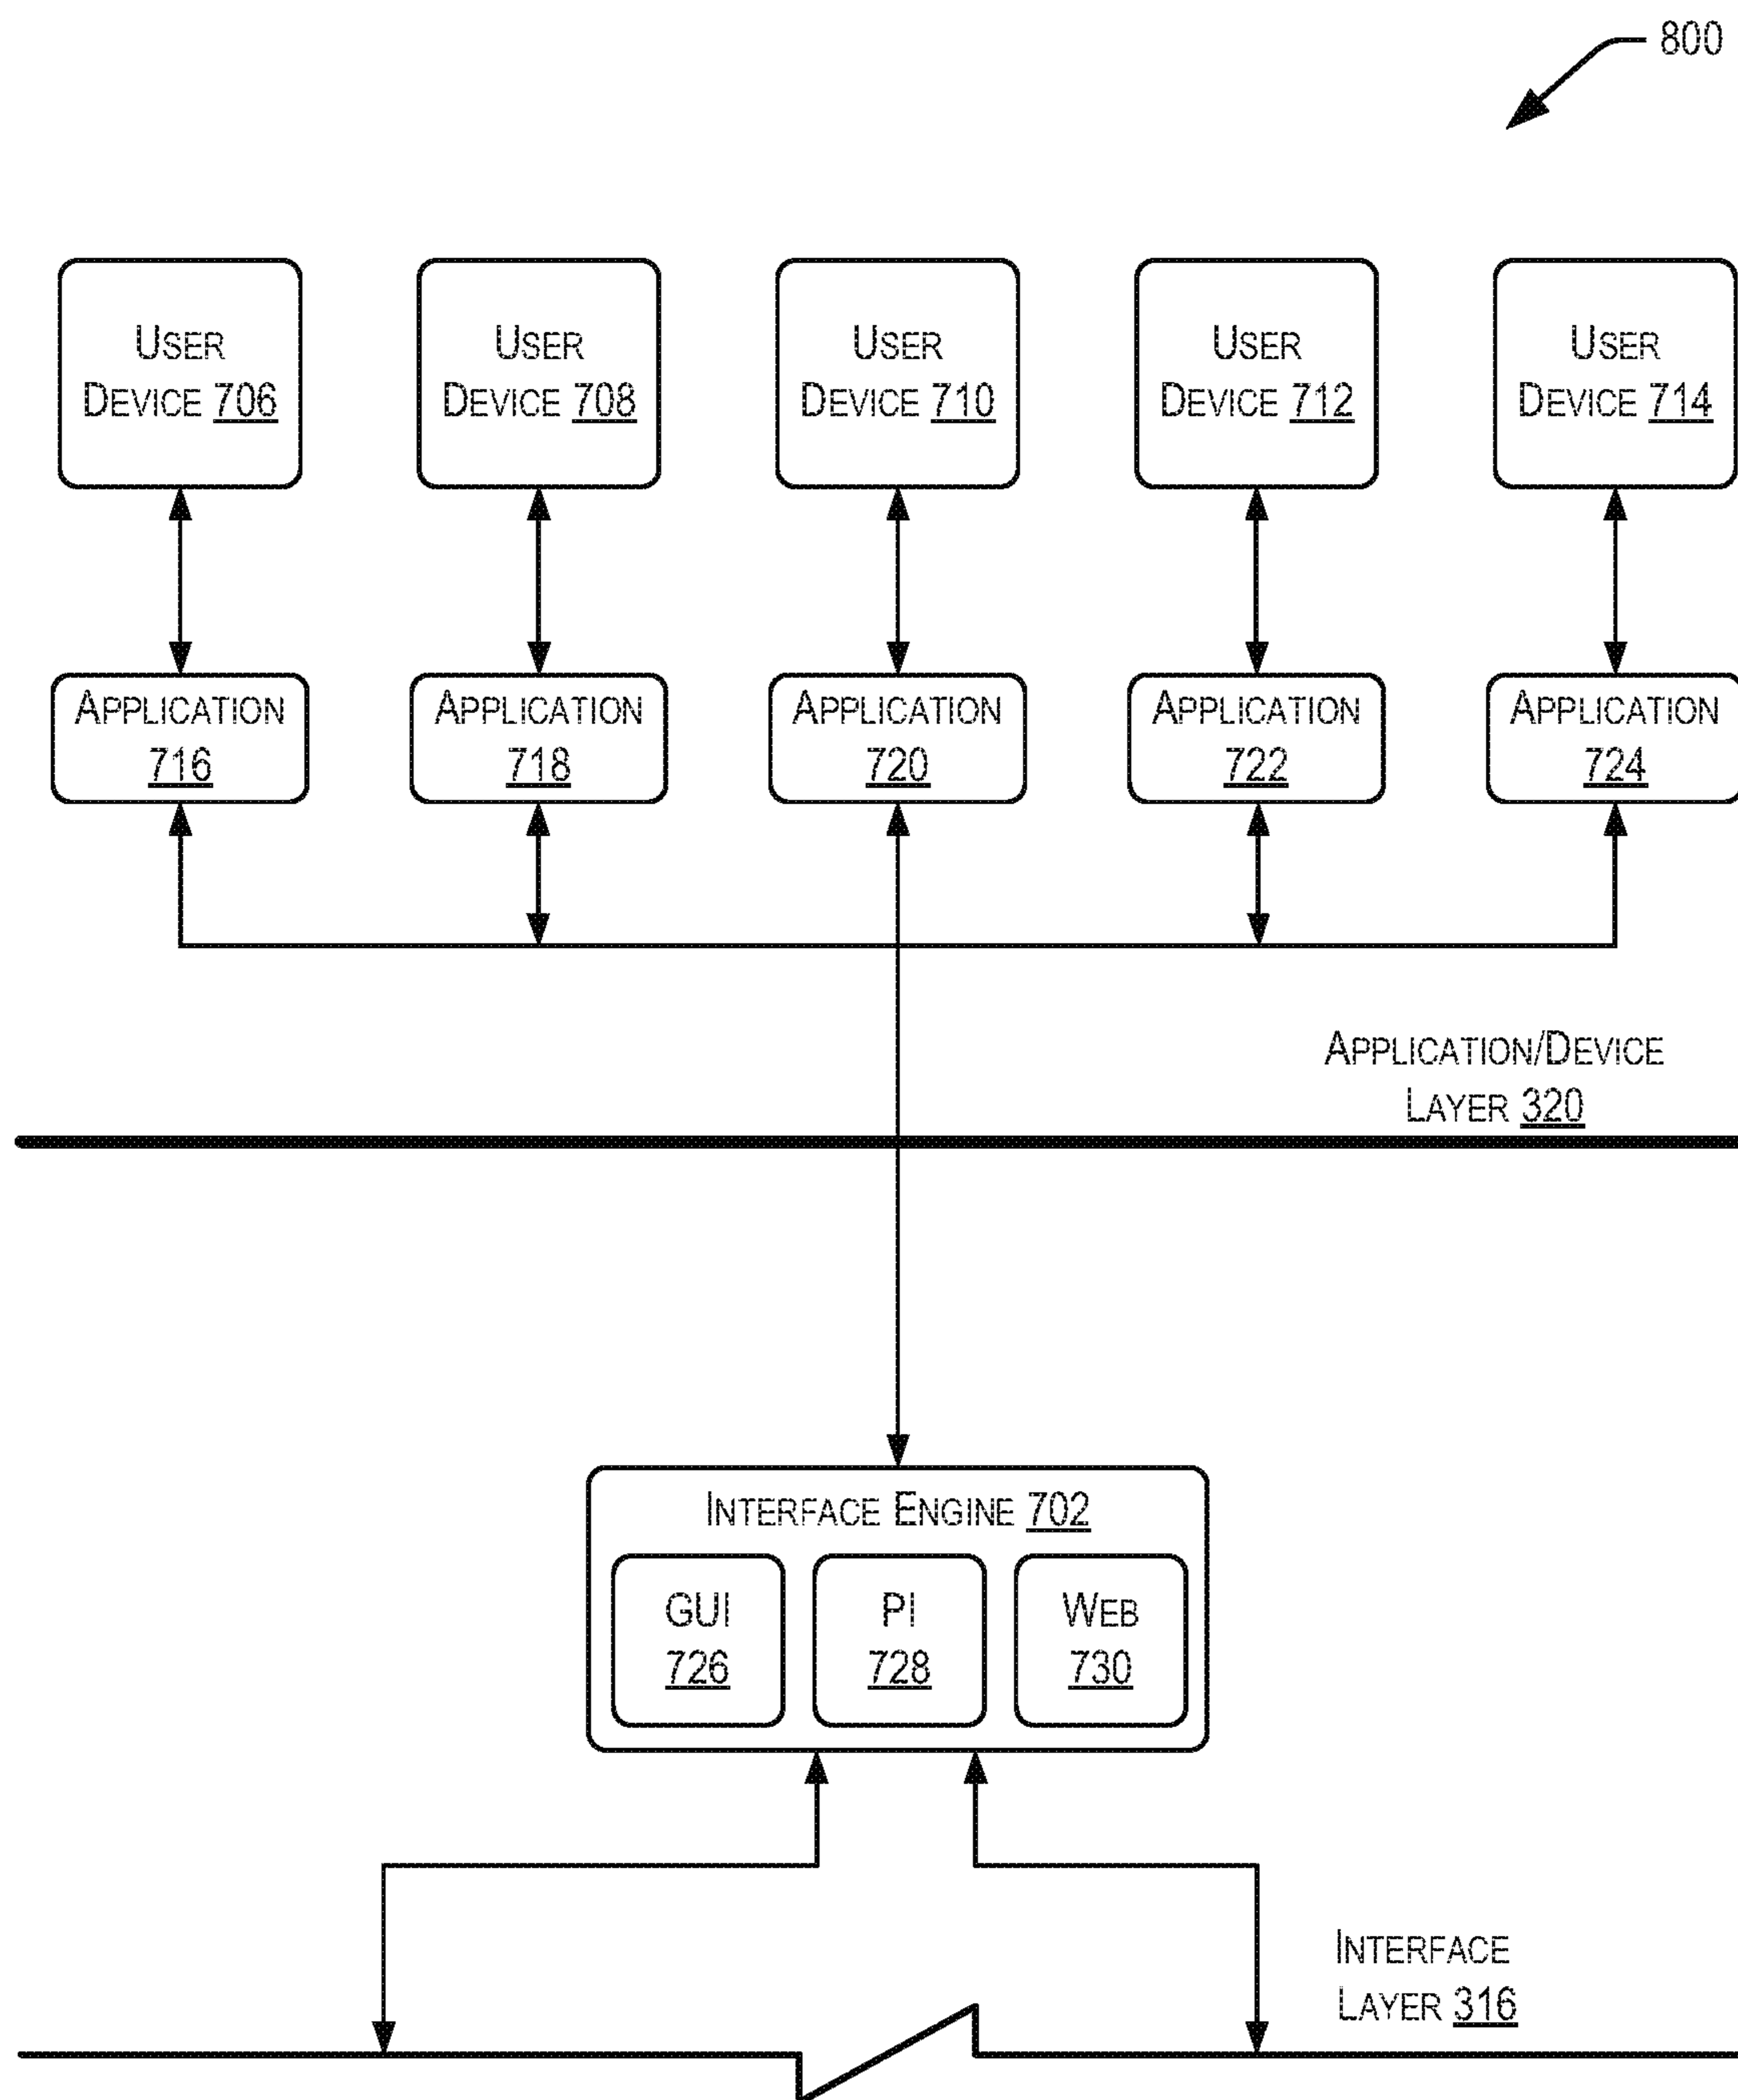 800
USER DEVICE 706
USER DEVICE 708
USER DEVICE 710
USER DEVICE 712
USER DEVICE 714
APPLICATION 716
APPLICATION 718
APPLICATION 720
APPLICATION 722
APPLICATION 724
APPLICATION/DEVICE
LAYER 320
INTERFACE ENGINE 702
GUI 726
PI 728
WEB 730
INTERFACE
LAYER 316